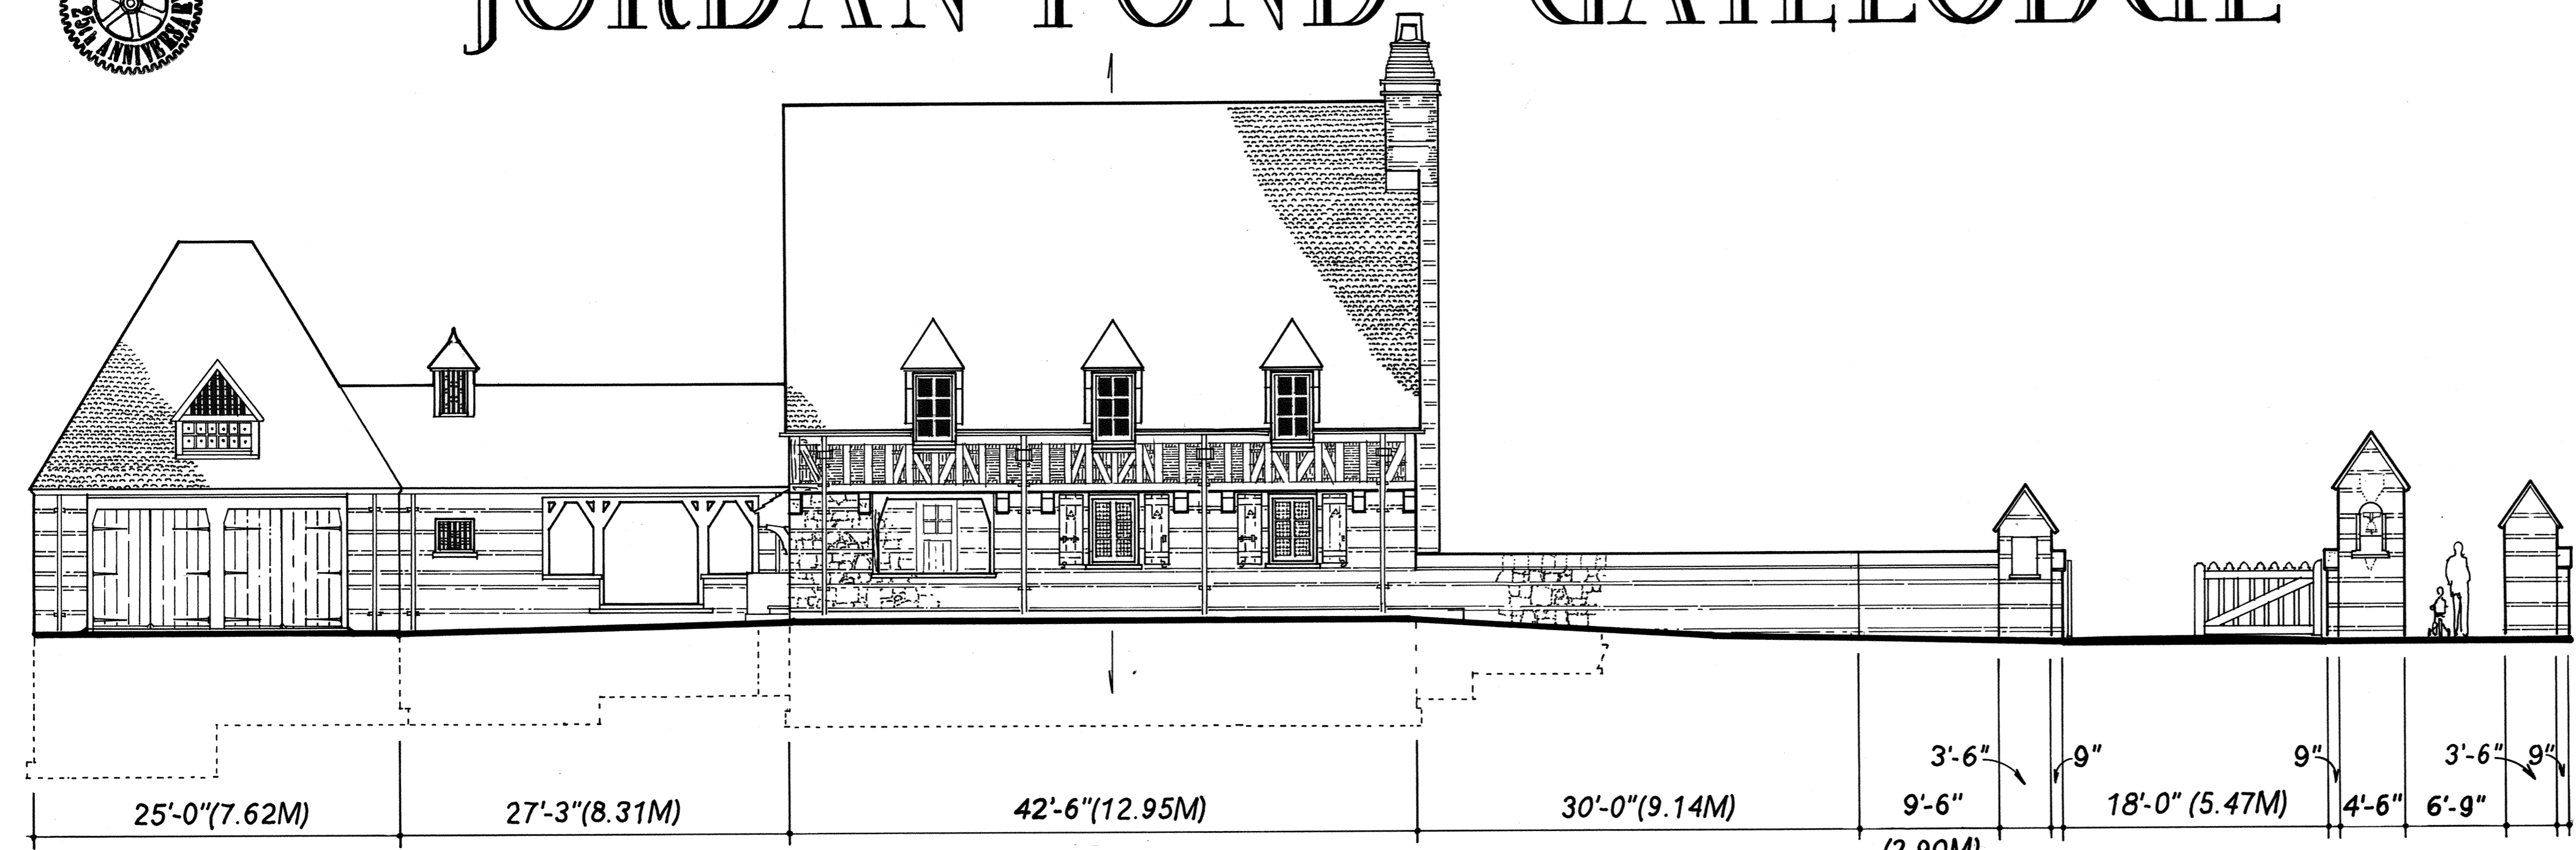 25th ANNIVERSARY
JORDAN POND GATELODGE
3'-6" 9" 9" 3'-6" 9"
25'-0"(7.62M) 27'-3"(8.31M) 42'-6"(12.95M) 30'-0"(9.14M) 9'-6" 18'-0" (5.47M) 4'-6" 6'-9"
(2.90M)